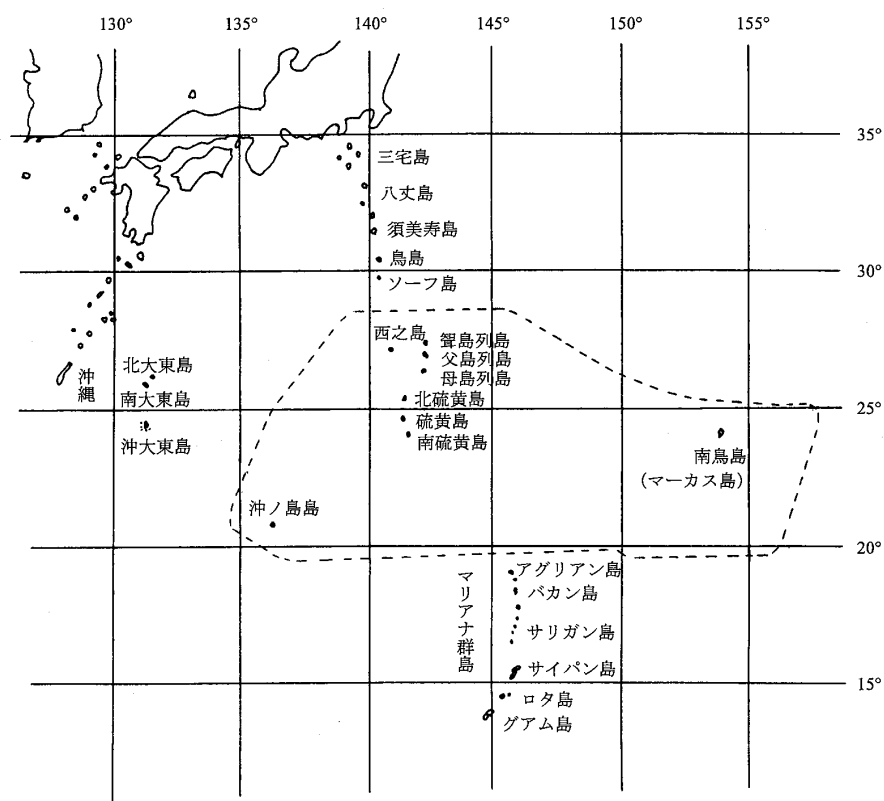 130°
135°
140°
145°
150°
155°
35°
三宅島
八丈島
須美寿島
鳥島
30°
ソーフ島
西之島
聟島列島
父島列島
母島列島
北大東島
沖縄
南大東島
北硫黄島
25°
硫黄島
沖大東島
南硫黄島
南鳥島
(マーカス島)
沖ノ島島
20°
アグリアン島
マリアナ群島
バカン島
サリガン島
サイパン島
15°
ロタ島
グアム島